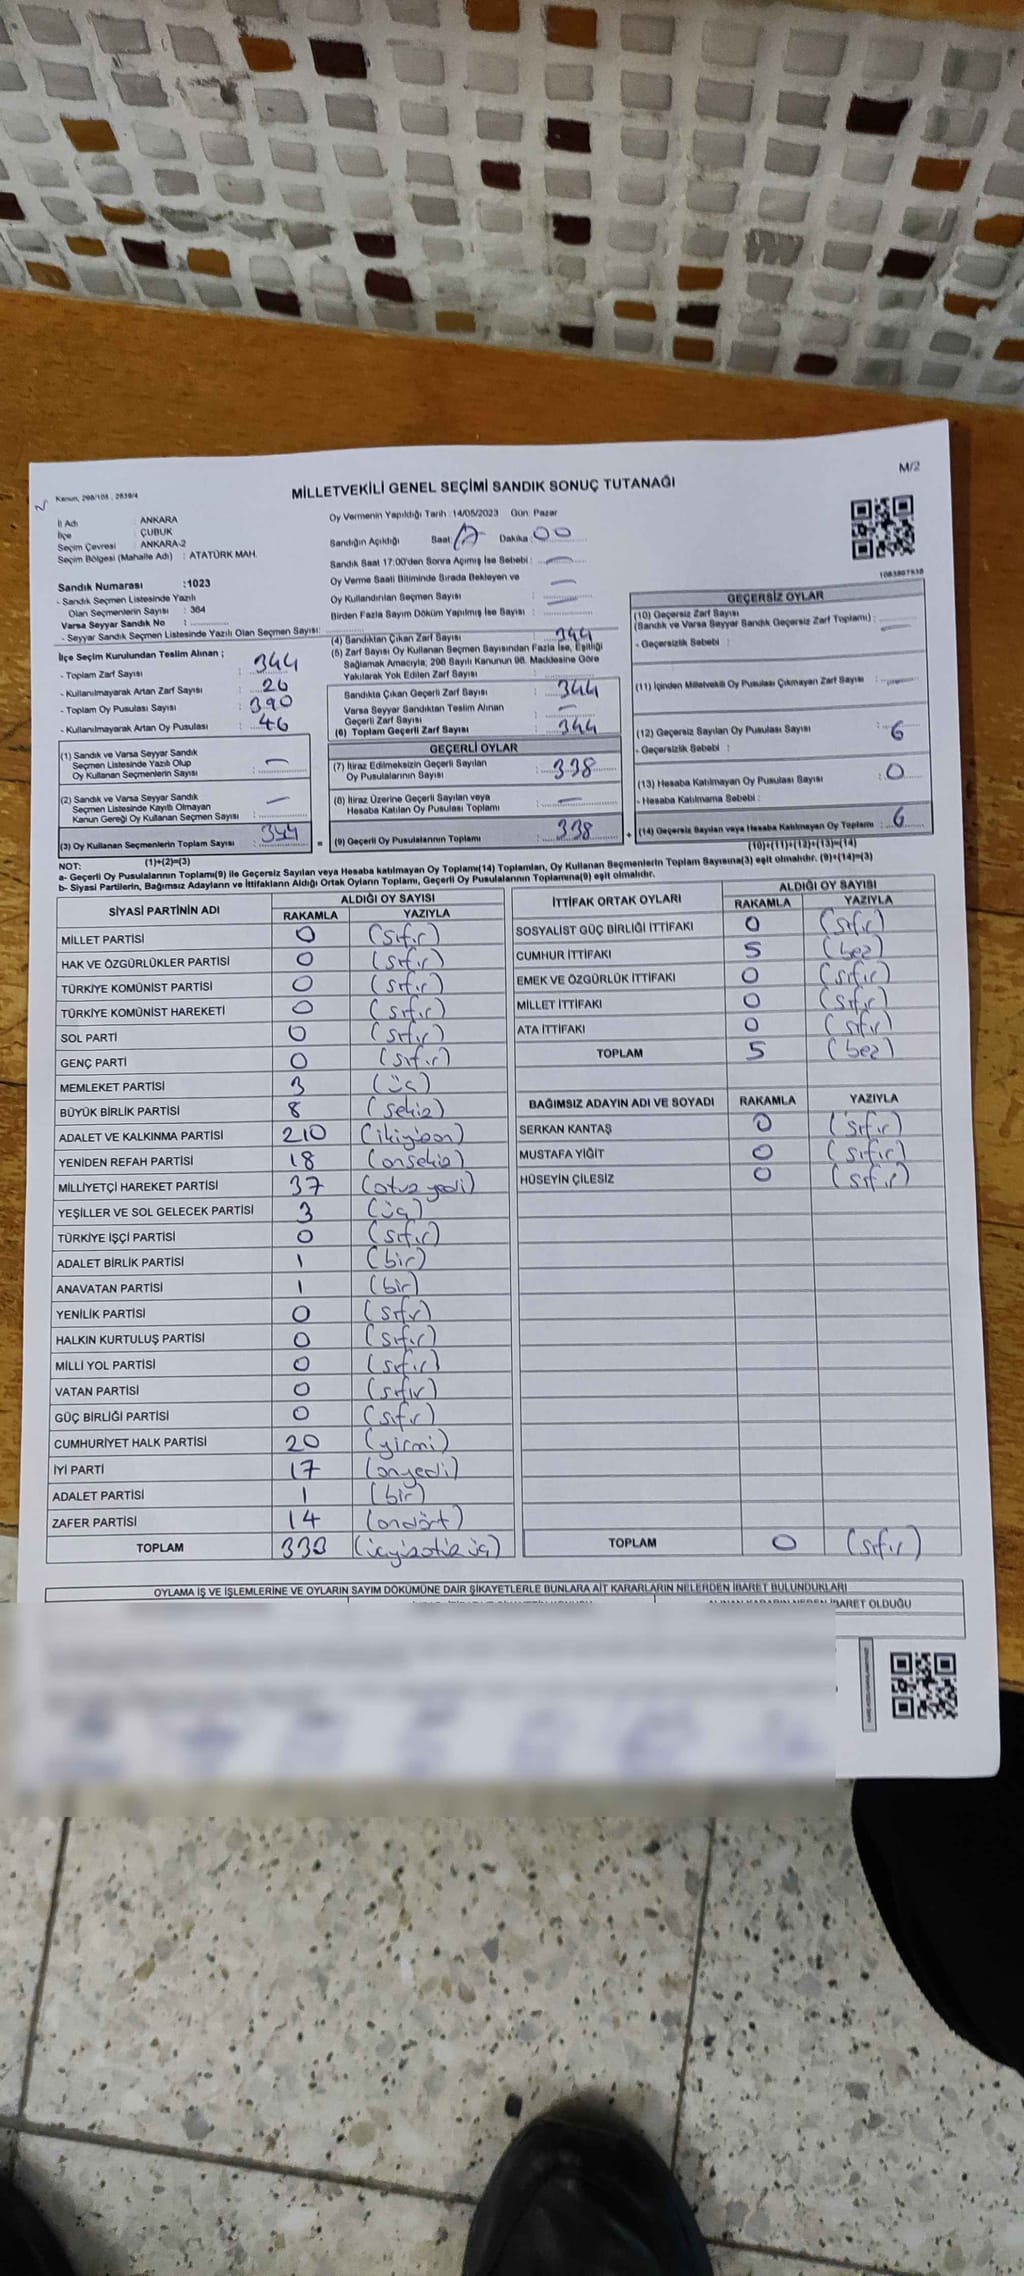 M/2
Kanun, 298/105 , 2839/4
MİLLETVEKİLİ GENEL SEÇİMİ SANDIK SONUÇ TUTANAĞI
İl Adı : ANKARA
İlçe : ÇUBUK
Seçim Çevresi : ANKARA-2
Seçim Bölgesi (Mahalle Adı) : ATATÜRK MAH.
Sandık Numarası :1023
- Sandık Seçmen Listesinde Yazılı
Olan Seçmenlerin Sayısı : 364
Varsa Seyyar Sandık No :
- Seyyar Sandık Seçmen Listesinde Yazılı Olan Seçmen Sayısı:
Oy Vermenin Yapıldığı Tarih :14/05/2023 Gün: Pazar
Sandığın Açıldığı Saat: Dakika: 00
Sandık Saat 17:00'den Sonra Açılmış İse Sebebi : —
Oy Verme Saati Bitiminde Sırada Bekleyen ve
Oy Kullandırılan Seçmen Sayısı : —
Birden Fazla Sayım Döküm Yapılmış İse Sayısı : —
1083897838
İlçe Seçim Kurulundan Teslim Alınan ;
- Toplam Zarf Sayısı : 344
- Kullanılmayarak Artan Zarf Sayısı : 26
- Toplam Oy Pusulası Sayısı : 390
- Kullanılmayarak Artan Oy Pusulası : 46
(1) Sandık ve Varsa Seyyar Sandık
Seçmen Listesinde Yazılı Olup
Oy Kullanan Seçmenlerin Sayısı : —
(2) Sandık ve Varsa Seyyar Sandık
Seçmen Listesinde Kayıtlı Olmayan
Kanun Gereği Oy Kullanan Seçmen Sayısı : —
(3) Oy Kullanan Seçmenlerin Toplam Sayısı : 344
(1)+(2)=(3)
(4) Sandıktan Çıkan Zarf Sayısı : 344
(5) Zarf Sayısı Oy Kullanan Seçmen Sayısından Fazla İse, Eşitliği
Sağlamak Amacıyla; 298 Sayılı Kanunun 98. Maddesine Göre
Yakılarak Yok Edilen Zarf Sayısı :
Sandıkta Çıkan Geçerli Zarf Sayısı : 344
Varsa Seyyar Sandıktan Teslim Alınan
Geçerli Zarf Sayısı : —
(6) Toplam Geçerli Zarf Sayısı : 344
GEÇERLİ OYLAR
(7) İtiraz Edilmeksizin Geçerli Sayılan
Oy Pusulalarının Sayısı : 338
(8) İtiraz Üzerine Geçerli Sayılan veya
Hesaba Katılan Oy Pusulası Toplamı : —
(9) Geçerli Oy Pusulalarının Toplamı : 338
GEÇERSİZ OYLAR
(10) Geçersiz Zarf Sayısı
(Sandık ve Varsa Seyyar Sandık Geçersiz Zarf Toplamı) : —
- Geçersizlik Sebebi :
(11) İçinden Milletvekili Oy Pusulası Çıkmayan Zarf Sayısı : —
(12) Geçersiz Sayılan Oy Pusulası Sayısı : 6
- Geçersizlik Sebebi :
(13) Hesaba Katılmayan Oy Pusulası Sayısı : 0
- Hesaba Katılmama Sebebi :
(14) Geçersiz Sayılan veya Hesaba Katılmayan Oy Toplamı : 6
(10)+(11)+(12)+(13)=(14)
NOT:
a- Geçerli Oy Pusulalarının Toplamı(9) ile Geçersiz Sayılan veya Hesaba katılmayan Oy Toplamı(14) Toplamları, Oy Kullanan Seçmenlerin Toplam Sayısına(3) eşit olmalıdır. (9)+(14)=(3)
b- Siyasi Partilerin, Bağımsız Adayların ve İttifakların Aldığı Ortak Oyların Toplamı, Geçerli Oy Pusulalarının Toplamına(9) eşit olmalıdır.
SİYASİ PARTİNİN ADI ALDIĞI OY SAYISI
RAKAMLA YAZIYLA
MİLLET PARTİSİ 0 (sıfır)
HAK VE ÖZGÜRLÜKLER PARTİSİ 0 (sıfır)
TÜRKİYE KOMÜNİST PARTİSİ 0 (sıfır)
TÜRKİYE KOMÜNİST HAREKETİ 0 (sıfır)
SOL PARTİ 0 (sıfır)
GENÇ PARTİ 0 (sıfır)
MEMLEKET PARTİSİ 3 (üç)
BÜYÜK BİRLİK PARTİSİ 8 (sekiz)
ADALET VE KALKINMA PARTİSİ 210 (ikiyüzon)
YENİDEN REFAH PARTİSİ 18 (onsekiz)
MİLLİYETÇİ HAREKET PARTİSİ 37 (otuz yedi)
YEŞİLLER VE SOL GELECEK PARTİSİ 3 (üç)
TÜRKİYE İŞÇİ PARTİSİ 0 (sıfır)
ADALET BİRLİK PARTİSİ 1 (bir)
ANAVATAN PARTİSİ 1 (bir)
YENİLİK PARTİSİ 0 (sıfır)
HALKIN KURTULUŞ PARTİSİ 0 (sıfır)
MİLLİ YOL PARTİSİ 0 (sıfır)
VATAN PARTİSİ 0 (sıfır)
GÜÇ BİRLİĞİ PARTİSİ 0 (sıfır)
CUMHURİYET HALK PARTİSİ 20 (yirmi)
İYİ PARTİ 17 (onyedi)
ADALET PARTİSİ 1 (bir)
ZAFER PARTİSİ 14 (ondört)
TOPLAM 333 (üçyüzotuz üç)
İTTİFAK ORTAK OYLARI ALDIĞI OY SAYISI
RAKAMLA YAZIYLA
SOSYALİST GÜÇ BİRLİĞİ İTTİFAKI 0 (sıfır)
CUMHUR İTTİFAKI 5 (beş)
EMEK VE ÖZGÜRLÜK İTTİFAKI 0 (sıfır)
MİLLET İTTİFAKI 0 (sıfır)
ATA İTTİFAKI 0 (sıfır)
TOPLAM 5 (beş)
BAĞIMSIZ ADAYIN ADI VE SOYADI RAKAMLA YAZIYLA
SERKAN KANTAŞ 0 (sıfır)
MUSTAFA YİĞİT 0 (sıfır)
HÜSEYİN ÇİLESİZ 0 (sıfır)
TOPLAM 0 (sıfır)
OYLAMA İŞ VE İŞLEMLERİNE VE OYLARIN SAYIM DÖKÜMÜNE DAİR ŞİKAYETLERLE BUNLARA AİT KARARLARIN NELERDEN İBARET BULUNDUKLARI
ALINAN KARARIN NEDEN İBARET OLDUĞU